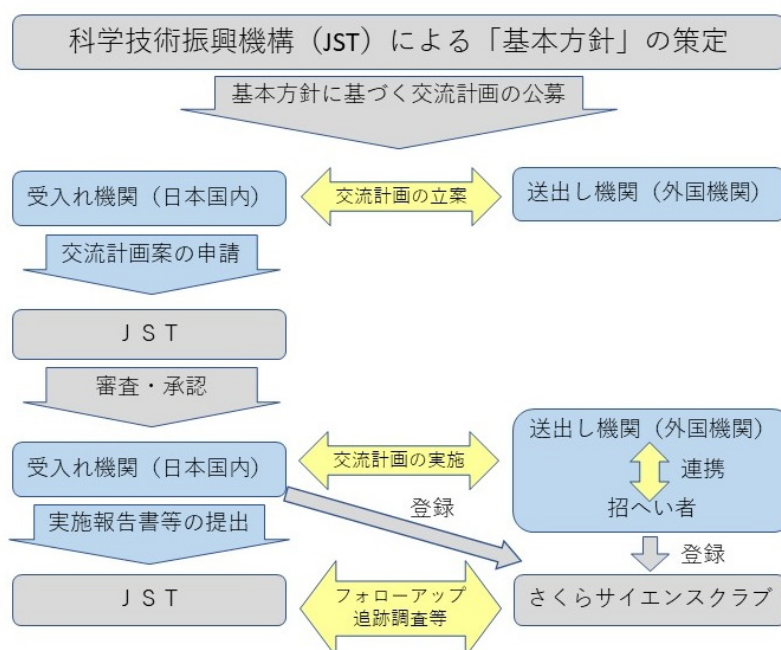 科学技術振興機構（JST）による「基本方針」の策定
基本方針に基づく交流計画の公募
受入れ機関（日本国内）
交流計画の立案
送出し機関（外国機関）
交流計画案の申請
ＪＳＴ
審査・承認
受入れ機関（日本国内）
交流計画の実施
送出し機関（外国機関）
連携
招へい者
実施報告書等の提出
登録
登録
ＪＳＴ
フォローアップ
追跡調査等
さくらサイエンスクラブ